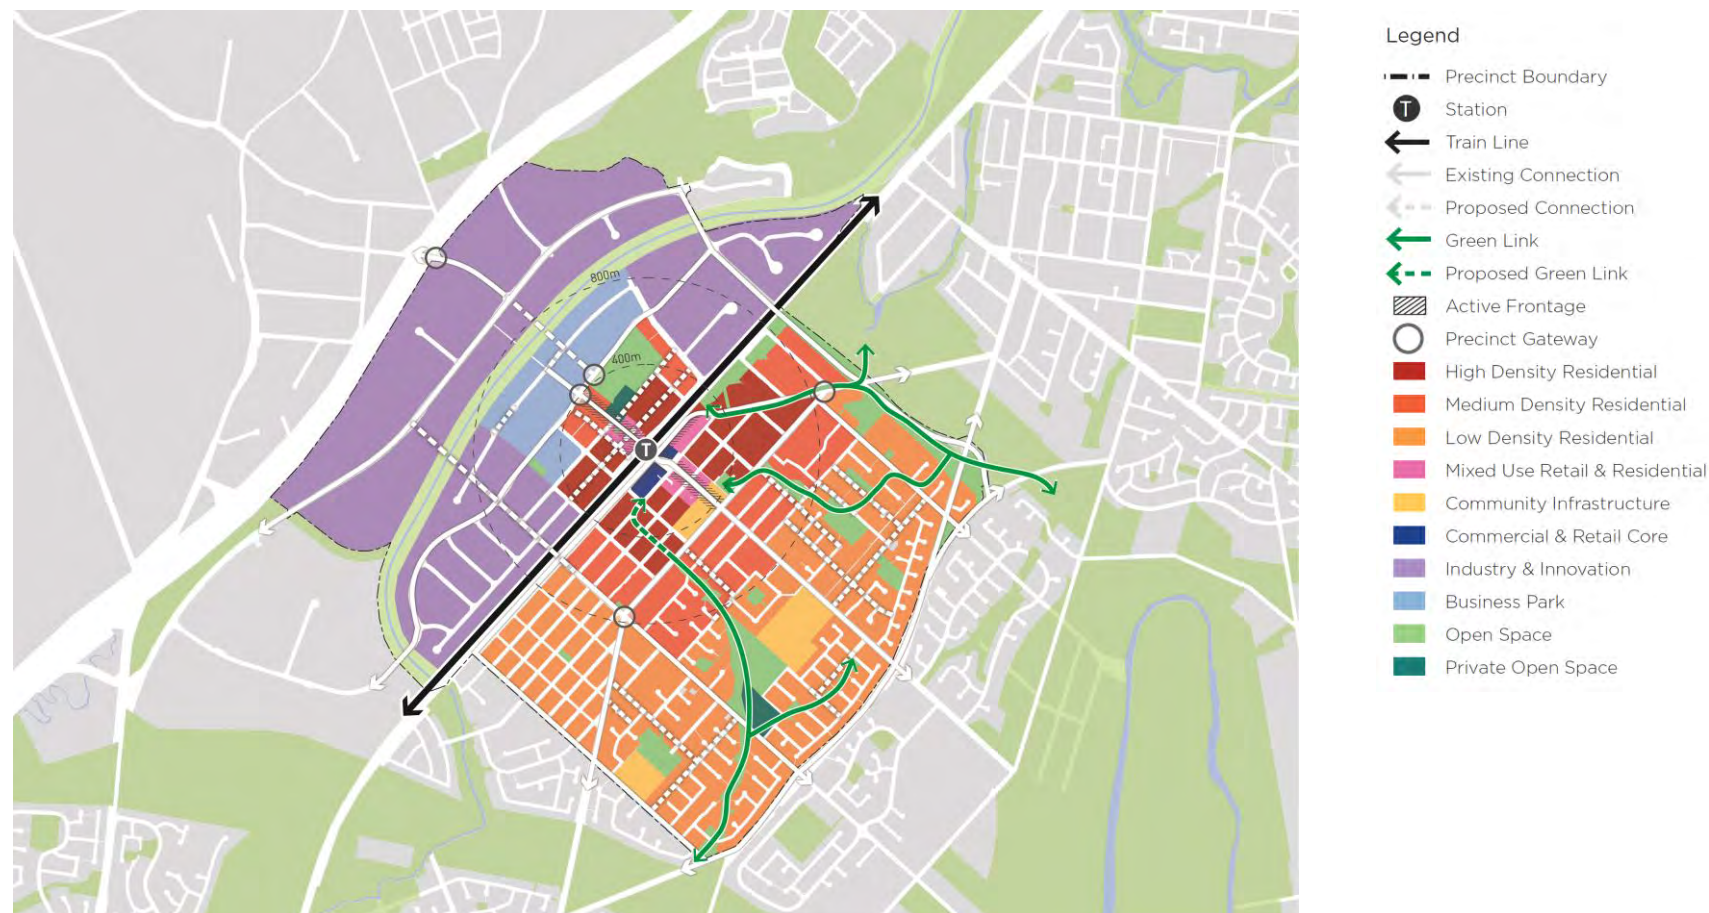 800m
400m
T
Legend
Precinct Boundary
T Station
Train Line
Existing Connection
Proposed Connection
Green Link
Proposed Green Link
Active Frontage
Precinct Gateway
High Density Residential
Medium Density Residential
Low Density Residential
Mixed Use Retail & Residential
Community Infrastructure
Commercial & Retail Core
Industry & Innovation
Business Park
Open Space
Private Open Space